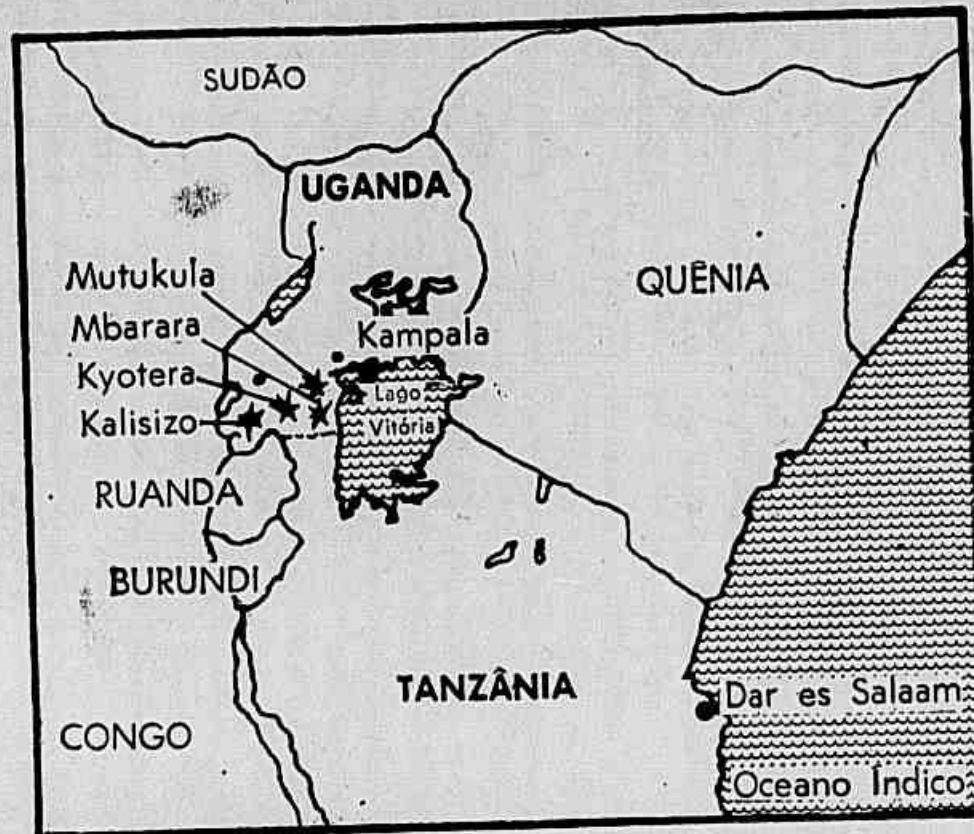 SUDÃO
UGANDA
QUÊNIA
Mutukula
Mbarara
Kampala
Kyotera
Lago
Kalisizo
Vitória
RUANDA
BURUNDI
TANZÂNIA
Dar es Salaam
CONGO
Oceano Índico